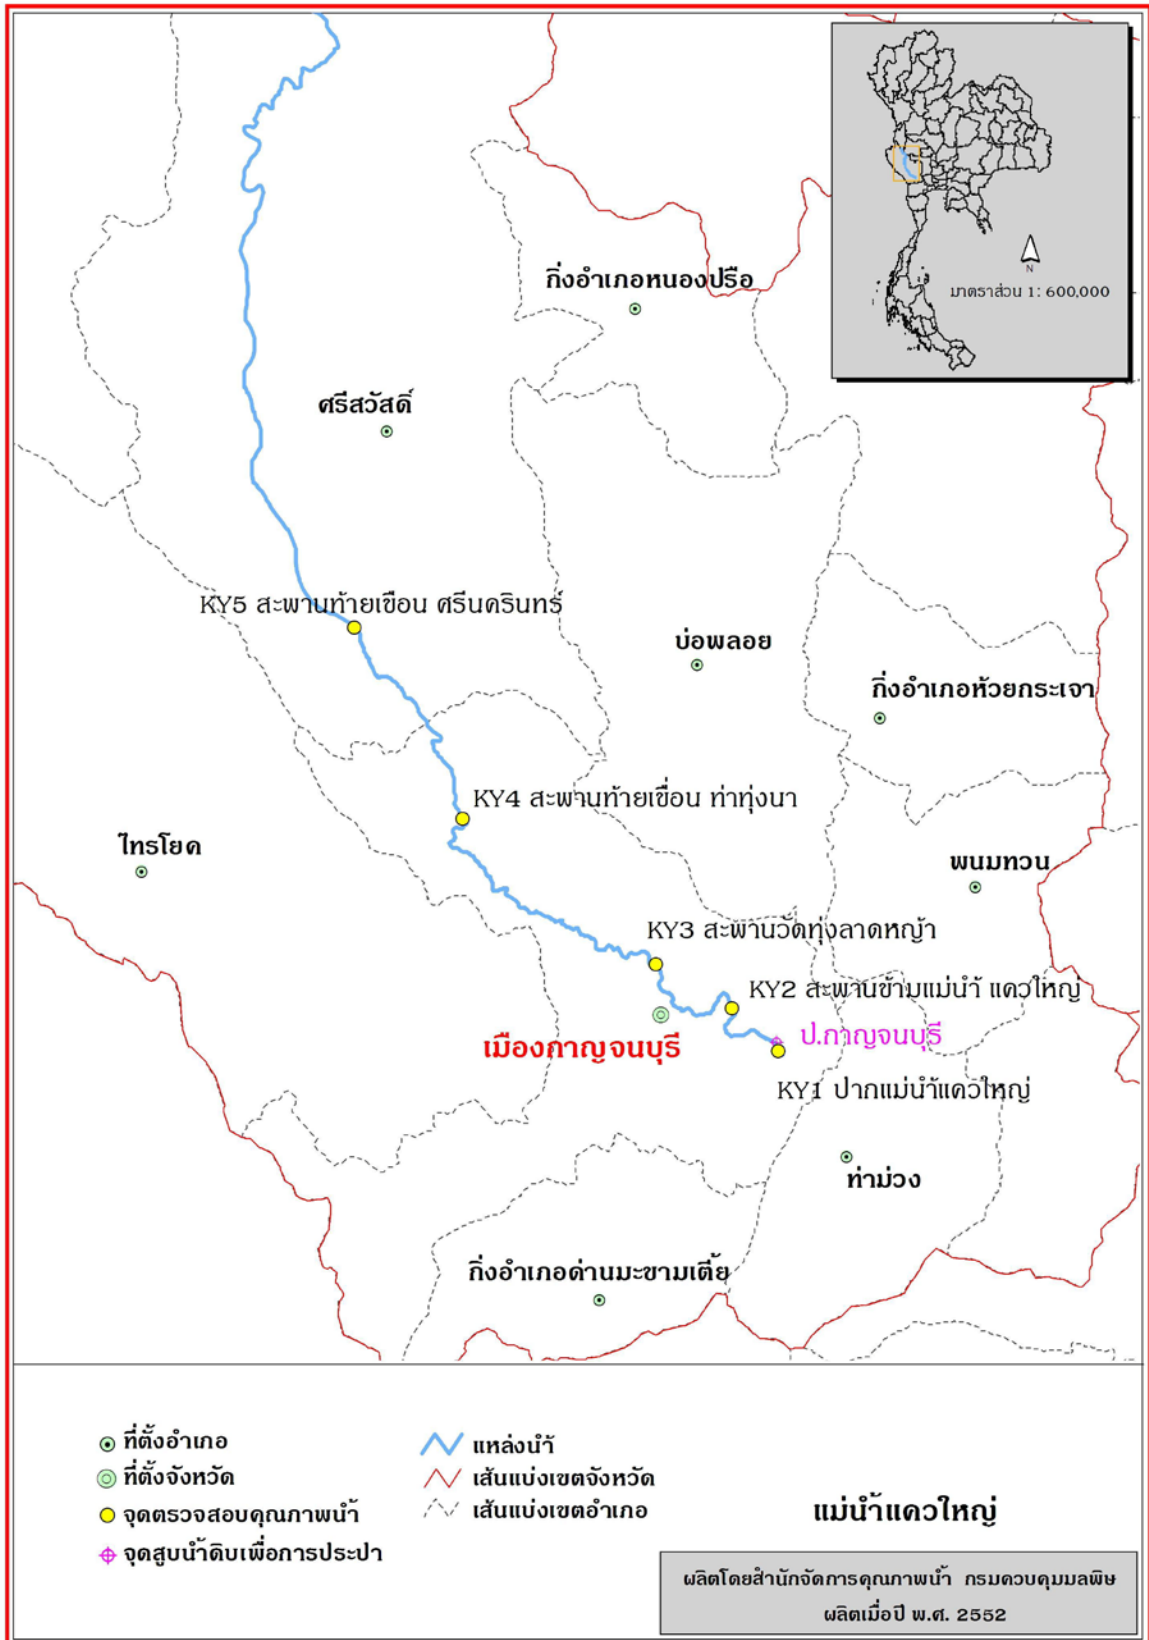 N
มาตราส่วน 1: 600,000
กิ่งอำเภอหนองปรือ
ศรีสวัสดิ์
KY5 สะพานท้ายเขือน ศรีนครินทร์
บ่อพลอย
กิ่งอำเภอห้วยกระเจา
KY4 สะพานท้ายเขื่อน ท่าทุ่งนา
ไทรโยค
พนมทวน
KY3 สะพานวัดทุ่งลาดหญ้า
KY2 สะพานข้ามแม่นำ้ แควใหญ่
ป.กาญจนบุรี
เมืองกาญจนบุรี
KY1 ปากแม่นำ้แควใหญ่
ท่าม่วง
กิ่งอำเภอด่านมะขามเตี้ย
ที่ตั้งอำเภอ
ที่ตั้งจังหวัด
จุดตรวจสอบคุณภาพนำ้
จุดสูบนำ้ดิบเพื่อการประปา
แหล่งนำ้
เส้นแบ่งเขตจังหวัด
เส้นแบ่งเขตอำเภอ
แม่นำ้แควใหญ่
ผลิตโดยสำนักจัดการคุณภาพนำ้ กรมควบคุมมลพิษ
ผลิตเมื่อปี พ.ศ. 2552